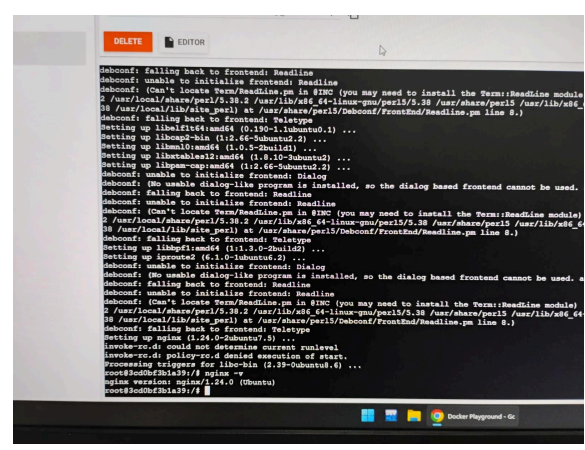 DELETE
EDITOR
debconf: falling back to frontend: Readline
debconf: unable to initialize frontend: Readline
debconf: (Can't locate Term/ReadLine.pm in @INC (you may need to install the Term::ReadLine module
2 /usr/local/share/perl/5.38.2 /usr/lib/x86_64-linux-gnu/perl5/5.38 /usr/share/perl5 /usr/lib/x86_6
38 /usr/local/lib/site_perl) at /usr/share/perl5/Debconf/FrontEnd/Readline.pm line 8.)
debconf: falling back to frontend: Teletype
Setting up libelf1t64:amd64 (0.190-1.1ubuntu0.1) ...
Setting up libcap2-bin (1:2.66-5ubuntu2.2) ...
Setting up libmnl0:amd64 (1.0.5-2build1) ...
Setting up libxtables12:amd64 (1.8.10-3ubuntu2) ...
Setting up libpam-cap:amd64 (1:2.66-5ubuntu2.2) ...
debconf: unable to initialize frontend: Dialog
debconf: (No usable dialog-like program is installed, so the dialog based frontend cannot be used.
debconf: falling back to frontend: Readline
debconf: unable to initialize frontend: Readline
debconf: (Can't locate Term/ReadLine.pm in @INC (you may need to install the Term::ReadLine module)
2 /usr/local/share/perl/5.38.2 /usr/lib/x86_64-linux-gnu/perl5/5.38 /usr/share/perl5 /usr/lib/x86_64
38 /usr/local/lib/site_perl) at /usr/share/perl5/Debconf/FrontEnd/Readline.pm line 8.)
debconf: falling back to frontend: Teletype
Setting up libbpf1:amd64 (1:1.3.0-2build2) ...
Setting up iproute2 (6.1.0-1ubuntu6.2) ...
debconf: unable to initialize frontend: Dialog
debconf: (No usable dialog-like program is installed, so the dialog based frontend cannot be used. a
debconf: falling back to frontend: Readline
debconf: unable to initialize frontend: Readline
debconf: (Can't locate Term/ReadLine.pm in @INC (you may need to install the Term::ReadLine module)
2 /usr/local/share/perl/5.38.2 /usr/lib/x86_64-linux-gnu/perl5/5.38 /usr/share/perl5 /usr/lib/x86_64-
38 /usr/local/lib/site_perl) at /usr/share/perl5/Debconf/FrontEnd/Readline.pm line 8.)
debconf: falling back to frontend: Teletype
Setting up nginx (1.24.0-2ubuntu7.5) ...
invoke-rc.d: could not determine current runlevel
invoke-rc.d: policy-rc.d denied execution of start.
Processing triggers for libc-bin (2.39-0ubuntu8.6) ...
root@3cd0bf3b1a39:/# nginx -v
nginx version: nginx/1.24.0 (Ubuntu)
root@3cd0bf3b1a39:/#
Docker Playground - Gc